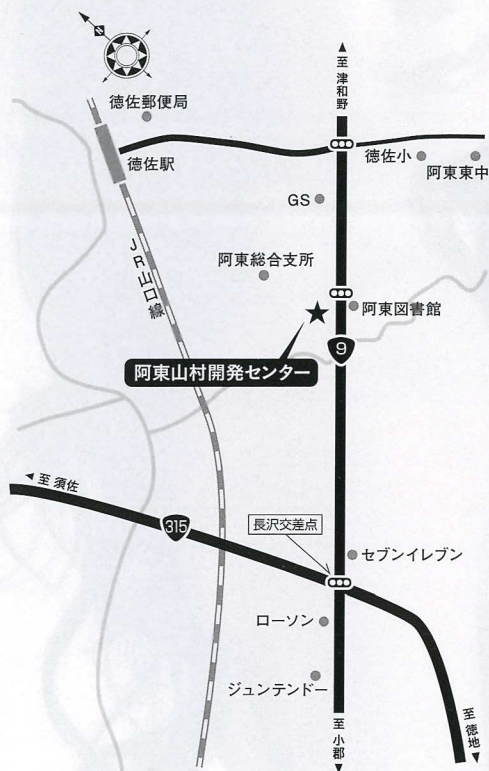 N
至 津和野
徳佐郵便局
徳佐駅
徳佐小
阿東東中
GS
JR山口線
阿東総合支所
阿東図書館
9
阿東山村開発センター
至 須佐
315
長沢交差点
セブンイレブン
ローソン
ジュンテンドー
至 小郡
至 徳地